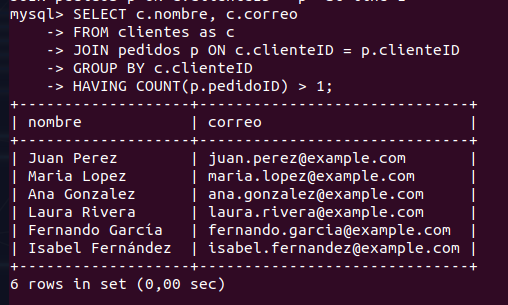 mysql> SELECT c.nombre, c.correo
    -> FROM clientes as c
    -> JOIN pedidos p ON c.clienteID = p.clienteID
    -> GROUP BY c.clienteID
    -> HAVING COUNT(p.pedidoID) > 1;
+-------------------+-----------------------------+
| nombre            | correo                      |
+-------------------+-----------------------------+
| Juan Perez        | juan.perez@example.com      |
| Maria Lopez       | maria.lopez@example.com     |
| Ana Gonzalez      | ana.gonzalez@example.com    |
| Laura Rivera      | laura.rivera@example.com    |
| Fernando García   | fernando.garcia@example.com |
| Isabel Fernández  | isabel.fernandez@example.com |
+-------------------+-----------------------------+
6 rows in set (0,00 sec)